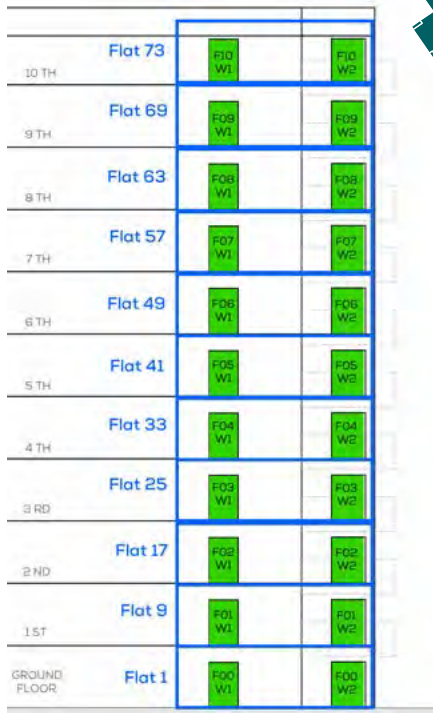 Flat 73
F10 F10
10 TH W1 W2
Flat 69
F09 F09
9 TH W1 W2
Flat 63
F08 F08
8 TH W1 W2
Flat 57
F07 F07
7 TH W1 W2
Flat 49
F06 F06
6 TH W1 W2
Flat 41
F05 F05
5 TH W1 W2
Flat 33
F04 F04
4 TH W1 W2
Flat 25
F03 F03
3 RD W1 W2
Flat 17
F02 F02
2 ND W1 W2
Flat 9
F01 F01
1 ST W1 W2
GROUND Flat 1 F00 F00
FLOOR W1 W2